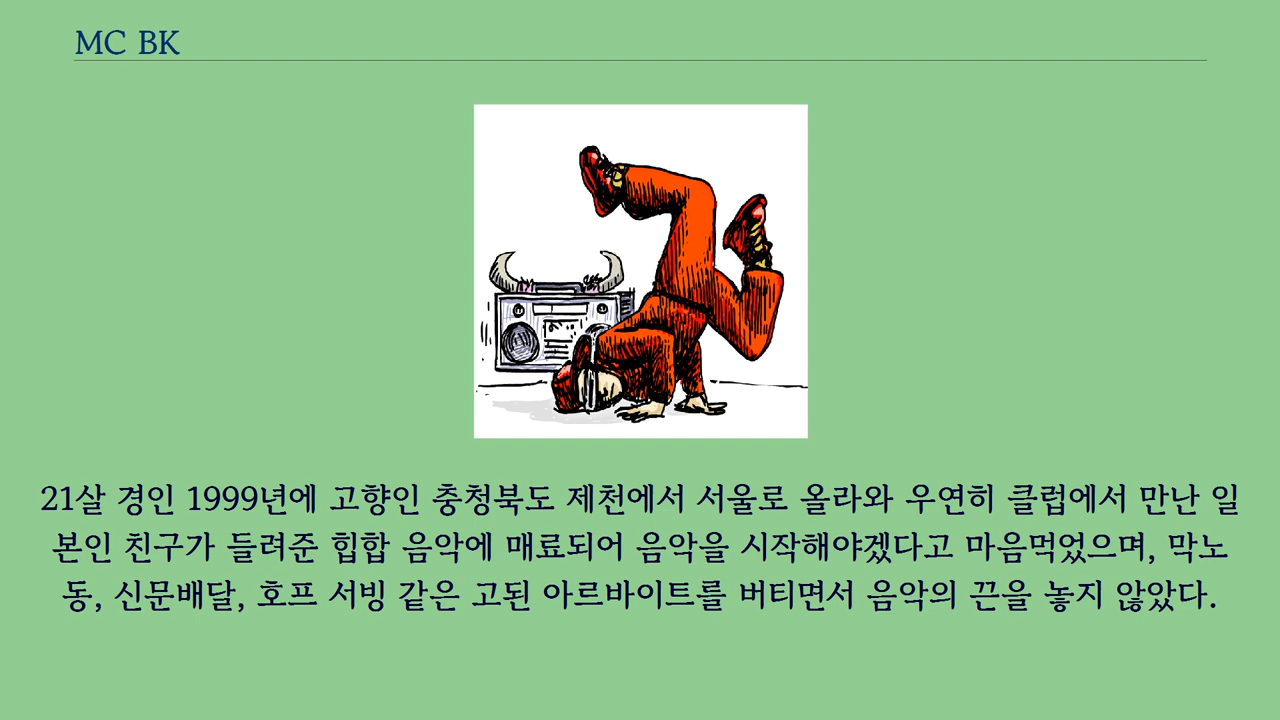 MC BK
21살 경인 1999년에 고향인 충청북도 제천에서 서울로 올라와 우연히 클럽에서 만난 일
본인 친구가 들려준 힙합 음악에 매료되어 음악을 시작해야겠다고 마음먹었으며, 막노
동, 신문배달, 호프 서빙 같은 고된 아르바이트를 버티면서 음악의 끈을 놓지 않았다.